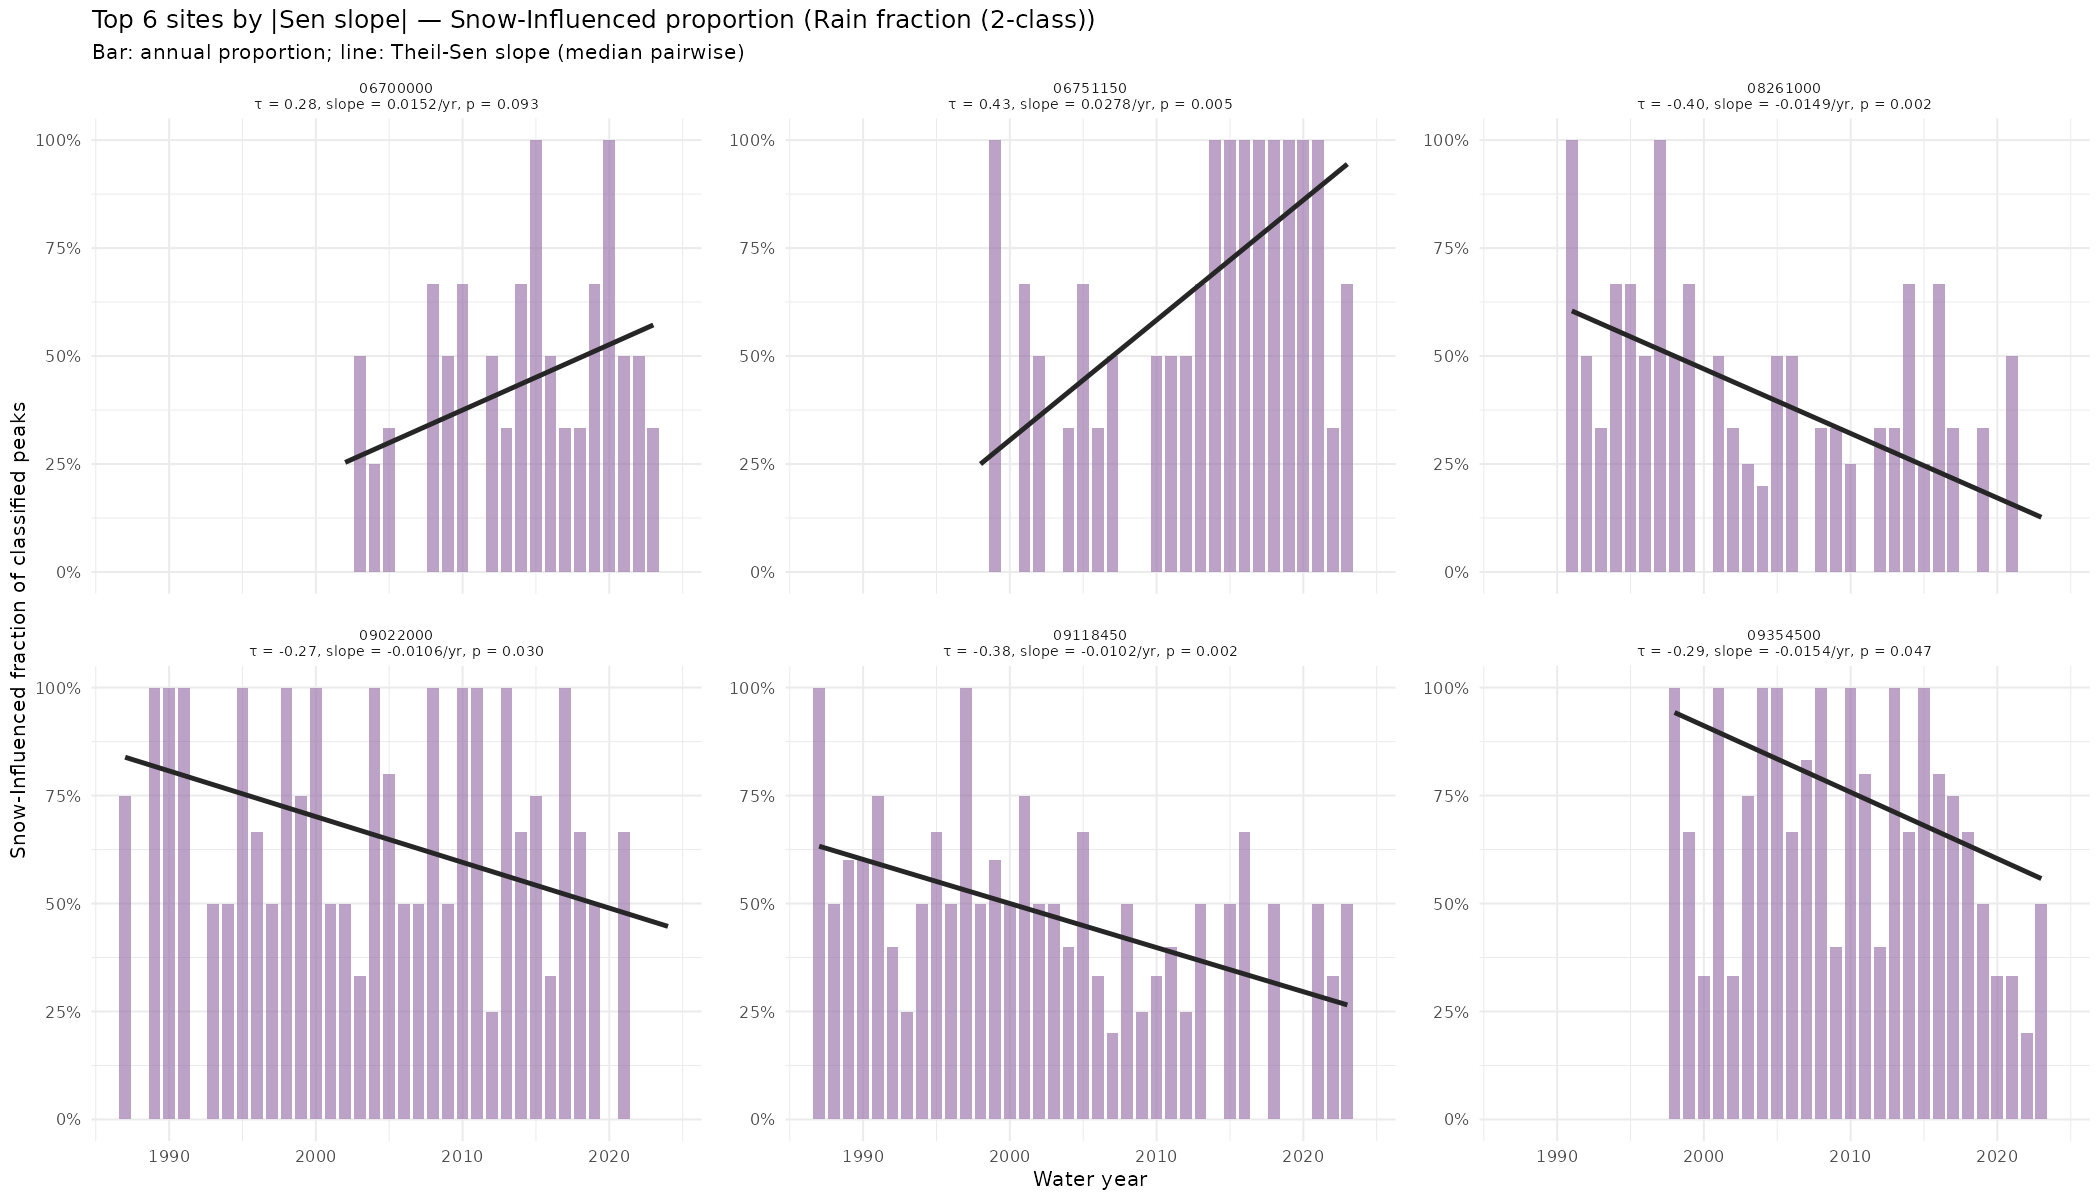 Top 6 sites by |Sen slope| — Snow-Influenced proportion (Rain fraction (2-class))
Bar: annual proportion; line: Theil-Sen slope (median pairwise)
06700000
τ = 0.28, slope = 0.0152/yr, p = 0.093
06751150
τ = 0.43, slope = 0.0278/yr, p = 0.005
08261000
τ = -0.40, slope = -0.0149/yr, p = 0.002
100%
75%
50%
25%
0%
100%
75%
50%
25%
0%
100%
75%
50%
25%
0%
Snow-Influenced fraction of classified peaks
09022000
τ = -0.27, slope = -0.0106/yr, p = 0.030
09118450
τ = -0.38, slope = -0.0102/yr, p = 0.002
09354500
τ = -0.29, slope = -0.0154/yr, p = 0.047
100%
75%
50%
25%
0%
100%
75%
50%
25%
0%
100%
75%
50%
25%
0%
1990 2000 2010 2020
1990 2000 2010 2020
1990 2000 2010 2020
Water year